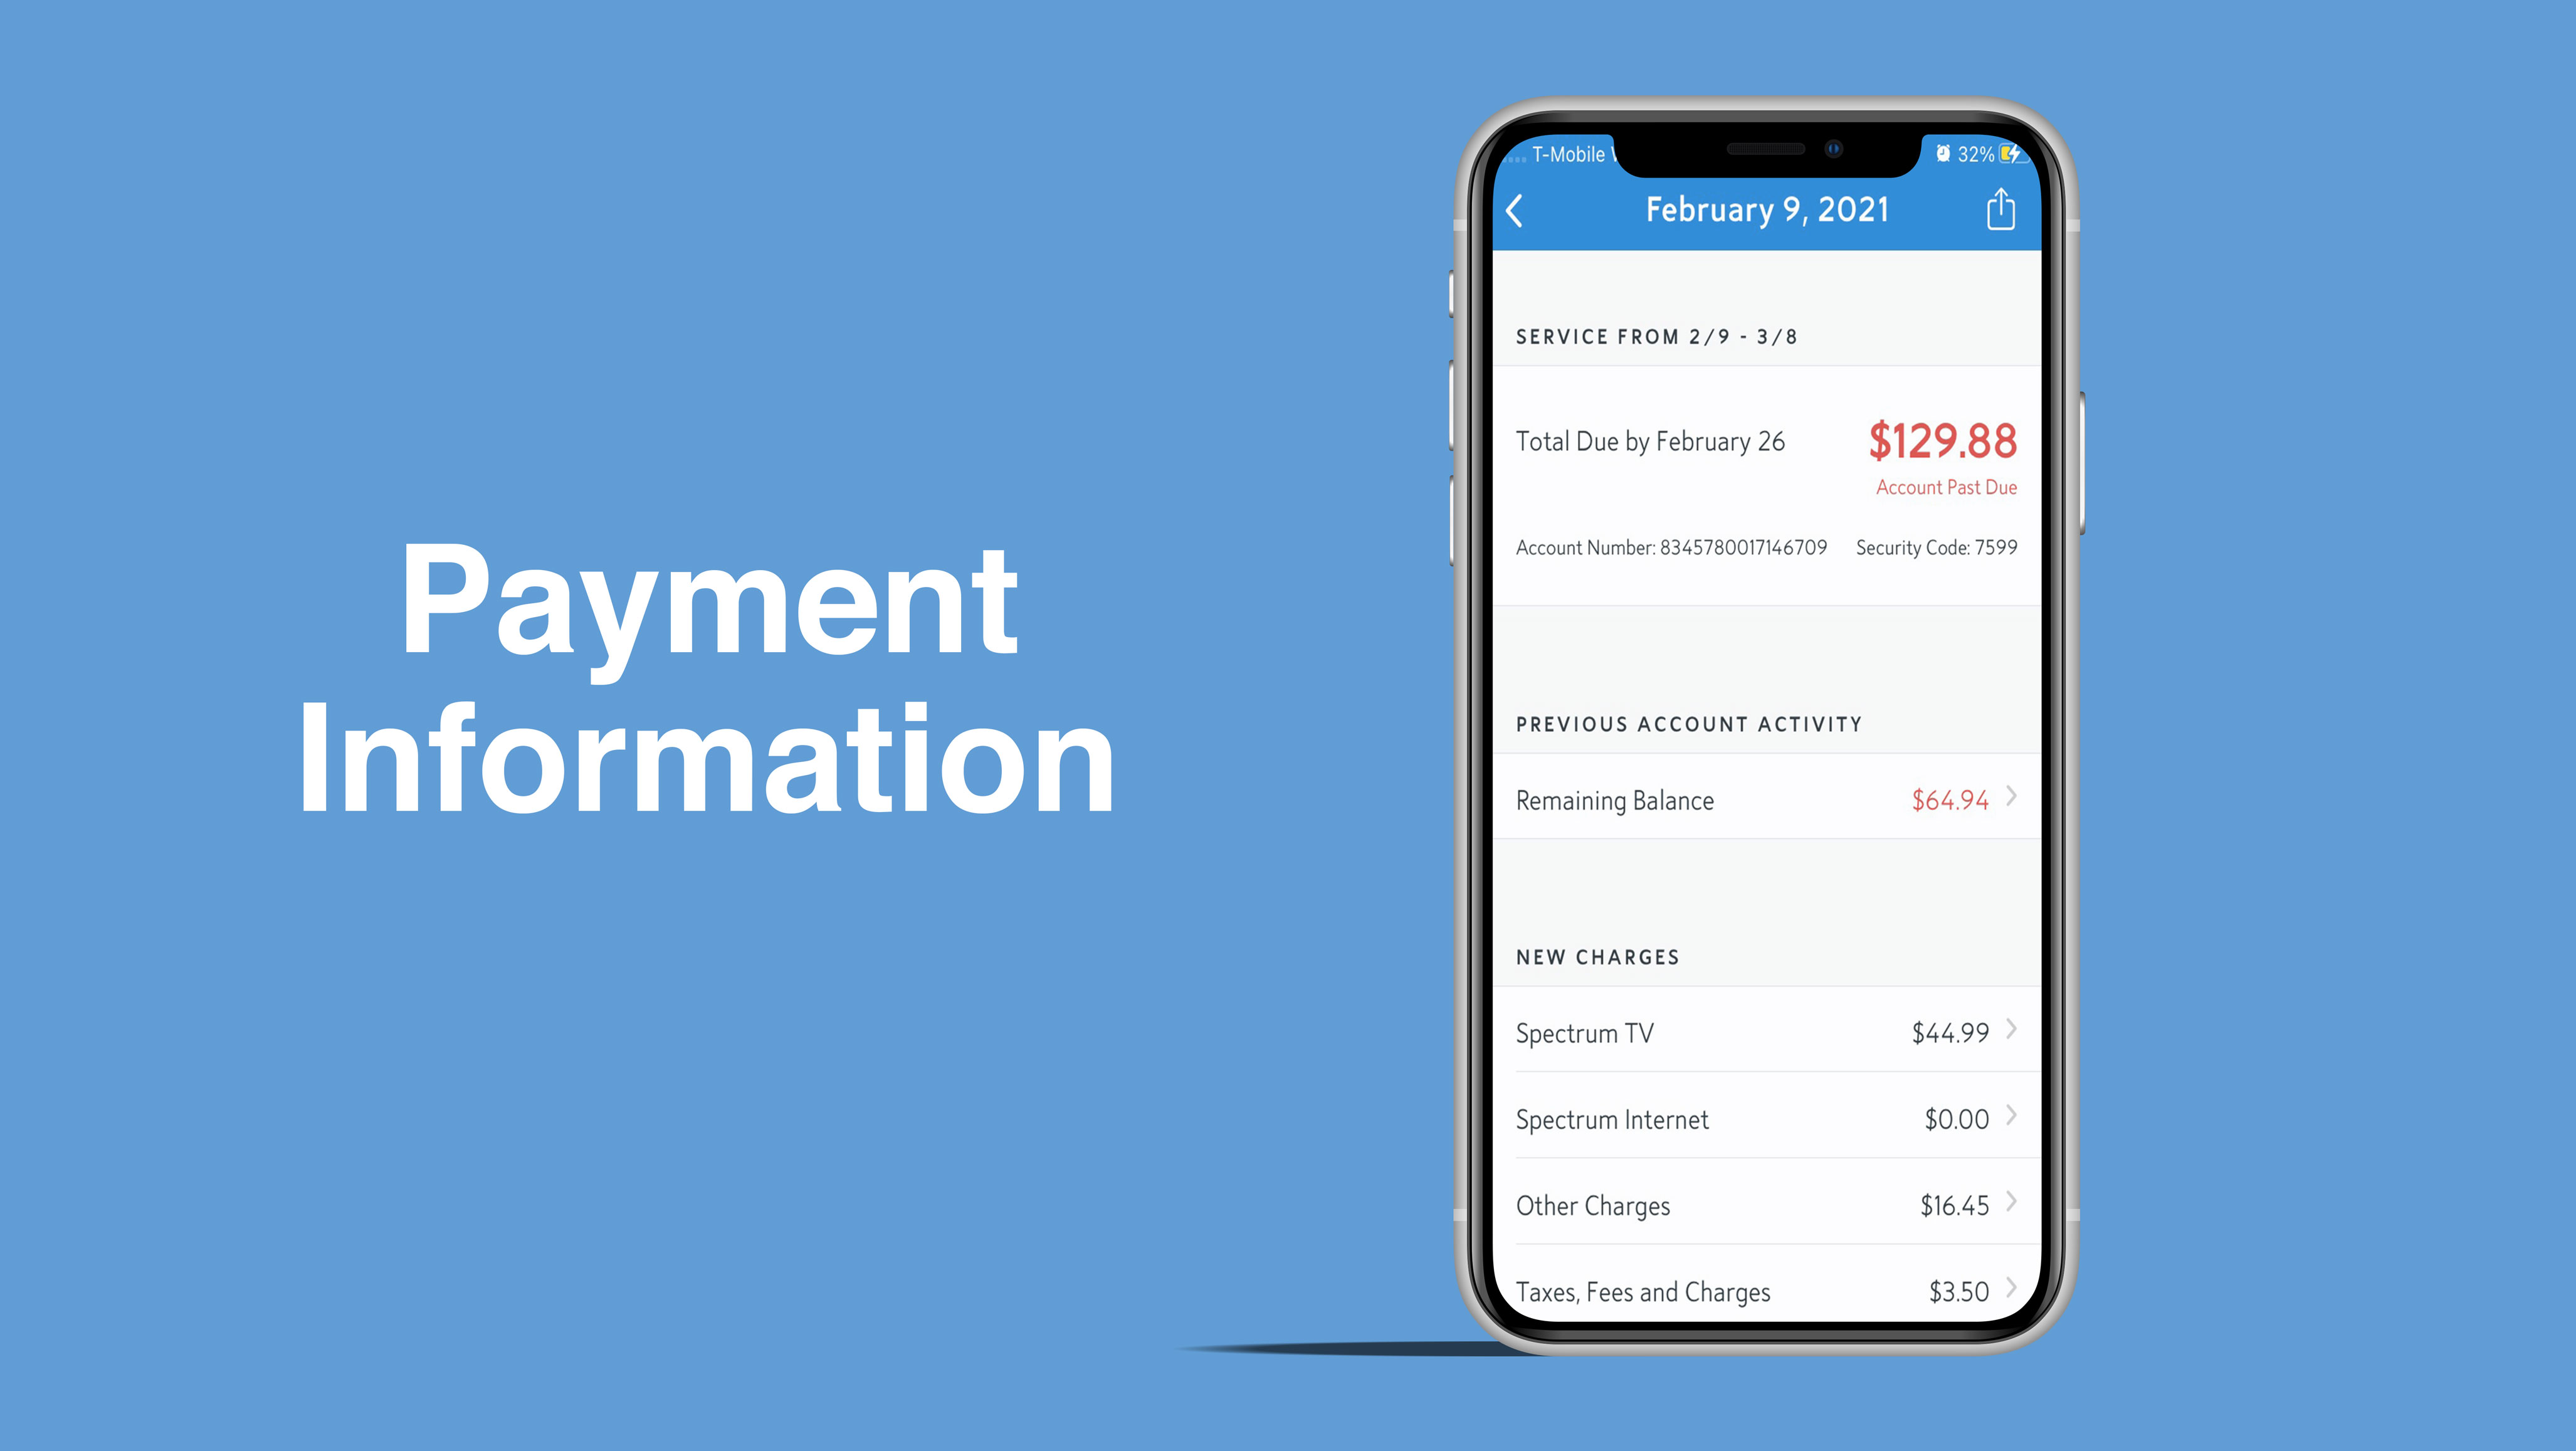 Payment
Information
T-Mobile
32%
February 9, 2021
SERVICE FROM 2/9 - 3/8
Total Due by February 26 $129.88
Account Past Due
Account Number: 8345780017146709 Security Code: 7599
PREVIOUS ACCOUNT ACTIVITY
Remaining Balance $64.94
NEW CHARGES
Spectrum TV $44.99
Spectrum Internet $0.00
Other Charges $16.45
Taxes, Fees and Charges $3.50